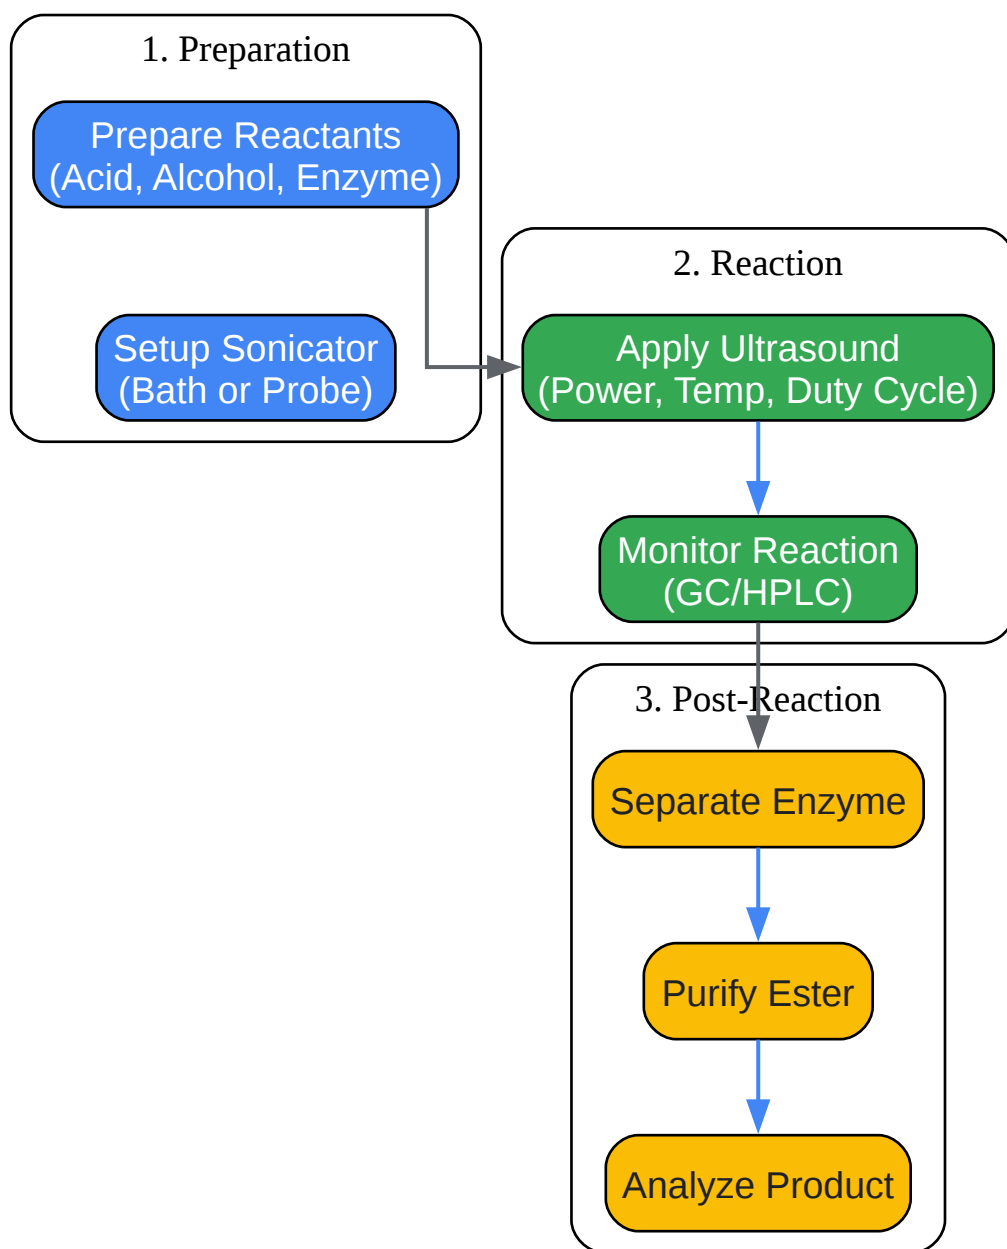 1. Preparation
Prepare Reactants
(Acid, Alcohol, Enzyme)
Setup Sonicator
(Bath or Probe)
2. Reaction
Apply Ultrasound
(Power, Temp, Duty Cycle)
Monitor Reaction
(GC/HPLC)
3. Post-Reaction
Separate Enzyme
Purify Ester
Analyze Product